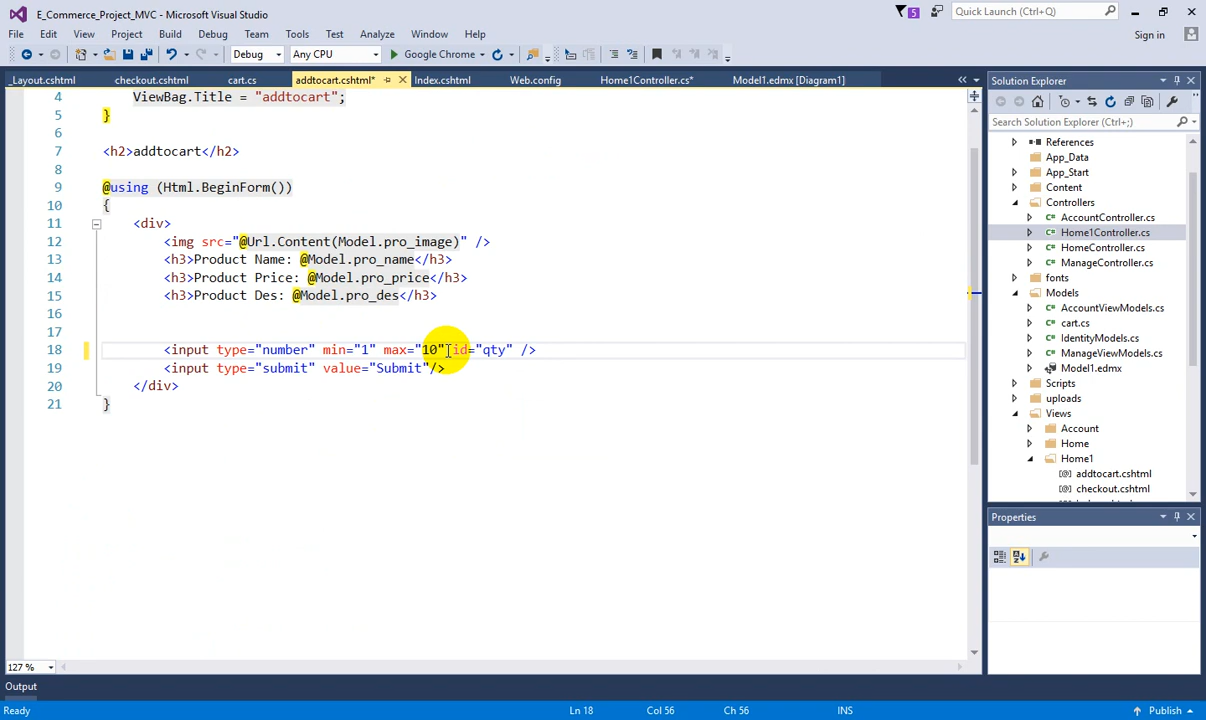 E_Commerce_Project_MVC - Microsoft Visual Studio
5
Quick Launch (Ctrl+Q)
File Edit View Project Build Debug Team Tools Test Analyze Window Help
Sign in
Debug Any CPU Google Chrome
_Layout.cshtml checkout.cshtml cart.cs addtocart.cshtml* Index.cshtml Web.config Home1Controller.cs* Model1.edmx [Diagram1]
4 ViewBag.Title = "addtocart";
5 }
6
7 <h2>addtocart</h2>
8
9 @using (Html.BeginForm())
10 {
11 <div>
12 <img src="@Url.Content(Model.pro_image)" />
13 <h3>Product Name: @Model.pro_name</h3>
14 <h3>Product Price: @Model.pro_price</h3>
15 <h3>Product Des: @Model.pro_des</h3>
16
17
18 <input type="number" min="1" max="10" id="qty" />
19 <input type="submit" value="Submit"/>
20 </div>
21 }
127 %
Solution Explorer
Search Solution Explorer (Ctrl+;)
References
App_Data
App_Start
Content
Controllers
AccountController.cs
Home1Controller.cs
HomeController.cs
ManageController.cs
fonts
Models
AccountViewModels.cs
cart.cs
IdentityModels.cs
ManageViewModels.cs
Model1.edmx
Scripts
uploads
Views
Account
Home
Home1
addtocart.cshtml
checkout.cshtml
Properties
Output
Ready Ln 18 Col 56 Ch 56 INS Publish